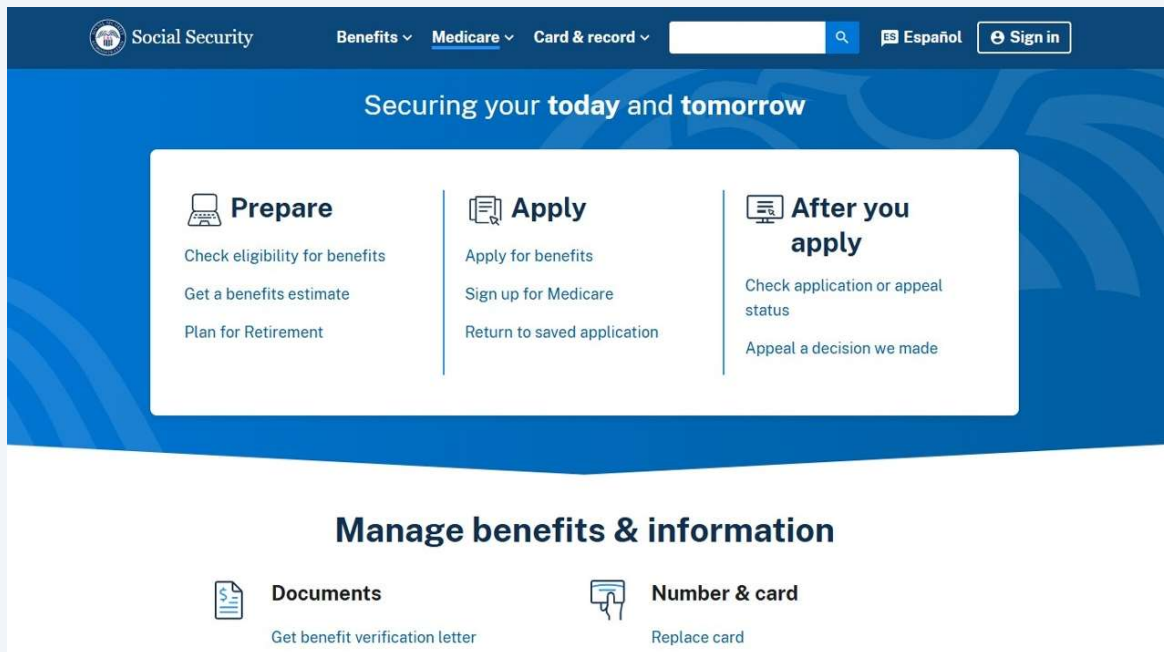 Social Security
Benefits
Medicare
Card & record
ES Español
Sign in
Securing your today and tomorrow
Prepare
Check eligibility for benefits
Get a benefits estimate
Plan for Retirement
Apply
Apply for benefits
Sign up for Medicare
Return to saved application
After you
apply
Check application or appeal
status
Appeal a decision we made
Manage benefits & information
Documents
Get benefit verification letter
Number & card
Replace card